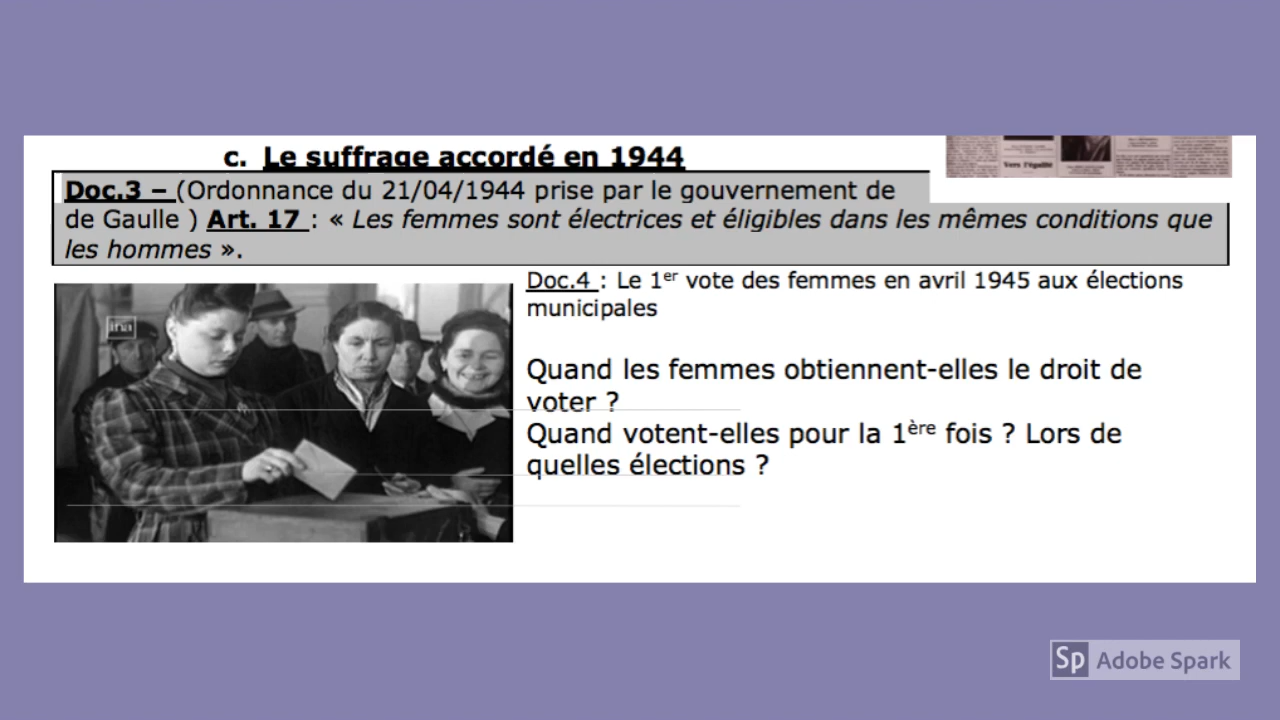 c. Le suffrage accordé en 1944
Vers l'égalité
Doc.3 – (Ordonnance du 21/04/1944 prise par le gouvernement de
de Gaulle ) Art. 17 : « Les femmes sont électrices et éligibles dans les mêmes conditions que
les hommes ».
Doc.4 : Le 1er vote des femmes en avril 1945 aux élections
municipales
ina
Quand les femmes obtiennent-elles le droit de
voter ?
Quand votent-elles pour la 1ère fois ? Lors de
quelles élections ?
Sp Adobe Spark